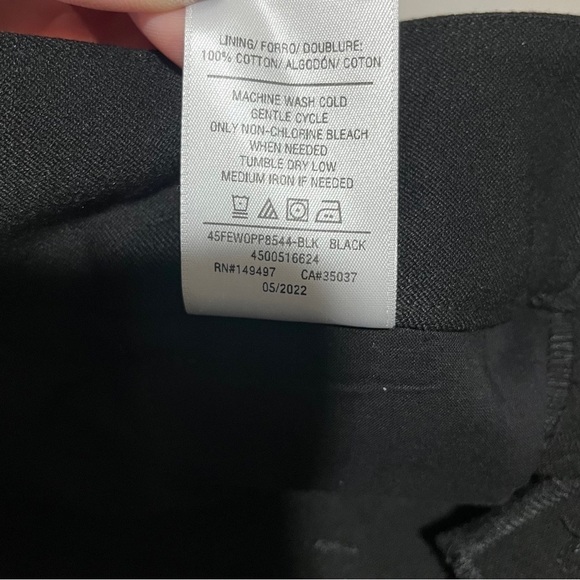 LINING/ FORRO/ DOUBLURE:
100% COTTON/ ALGODÓN/ COTON
MACHINE WASH COLD
GENTLE CYCLE
ONLY NON-CHLORINE BLEACH
WHEN NEEDED
TUMBLE DRY LOW
MEDIUM IRON IF NEEDED
45FEWOPP8544-BLK BLACK
4500516624
RN#149497 CA#35037
05/2022